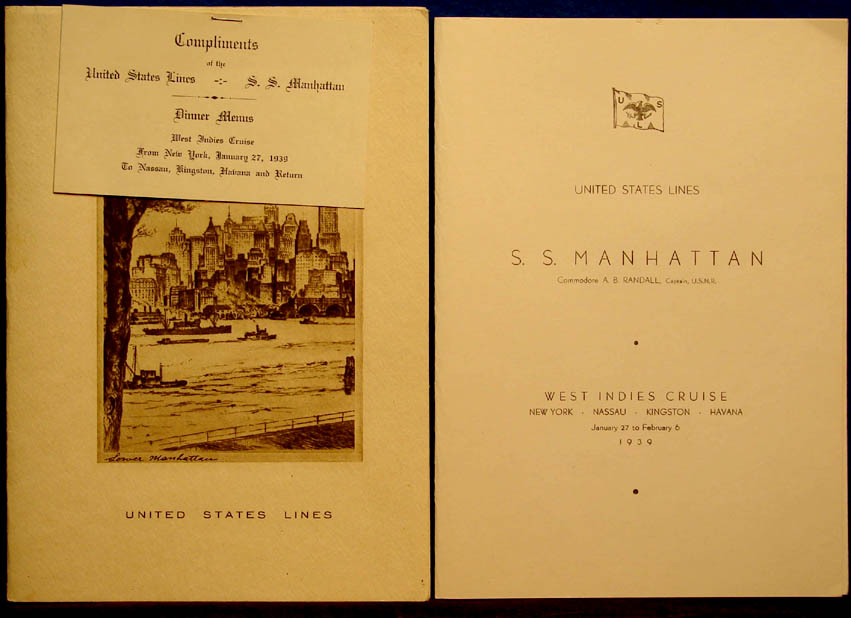 Compliments
of the
United States Lines -:- S. S. Manhattan
Dinner Menus
West Indies Cruise
From New York, January 27, 1939
To Nassau, Kingston, Havana and Return
Lower Manhattan
UNITED STATES LINES
U S
L
UNITED STATES LINES
S. S. MANHATTAN
Commodore A. B. RANDALL, Captain, U.S.N.R.
WEST INDIES CRUISE
NEW YORK · NASSAU · KINGSTON · HAVANA
January 27 to February 6
1939